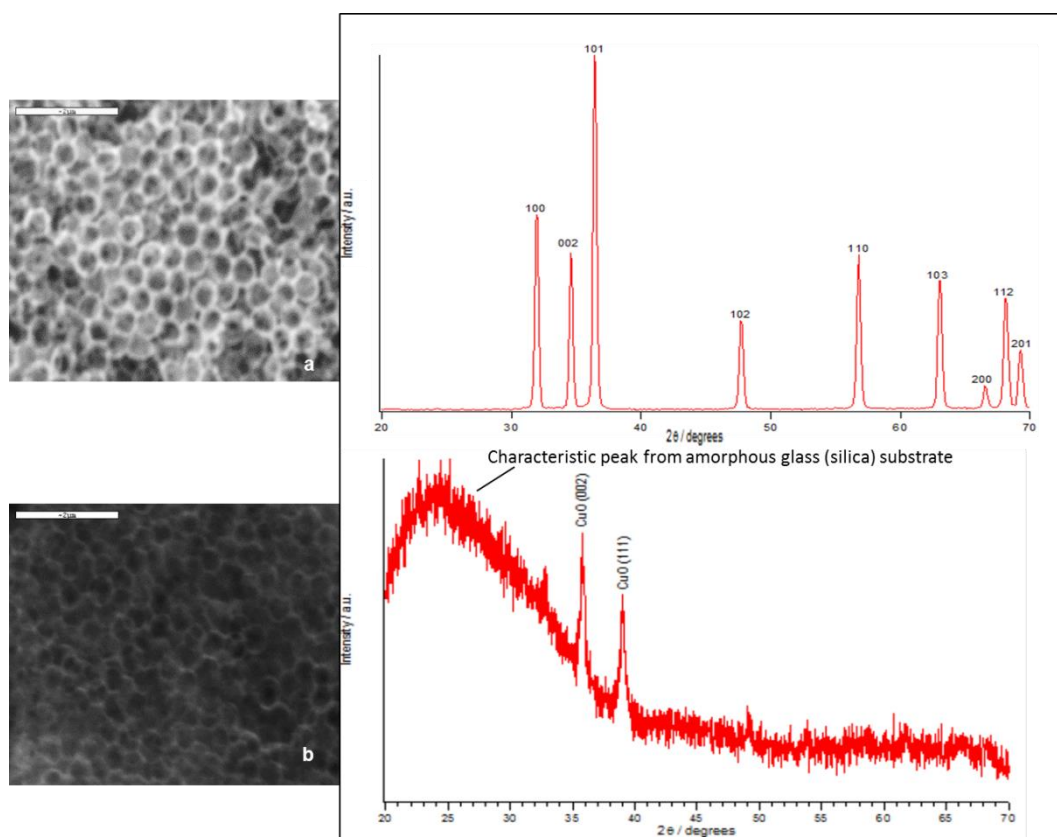 ~2um
a
101
100
002
102
110
103
200
112
201
Intensity / a.u.
20 30 40 50 60 70
2θ / degrees
~2um
b
Characteristic peak from amorphous glass (silica) substrate
CuO (002)
CuO (111)
Intensity / a.u.
20 25 30 35 40 45 50 55 60 65 70
2θ / degrees